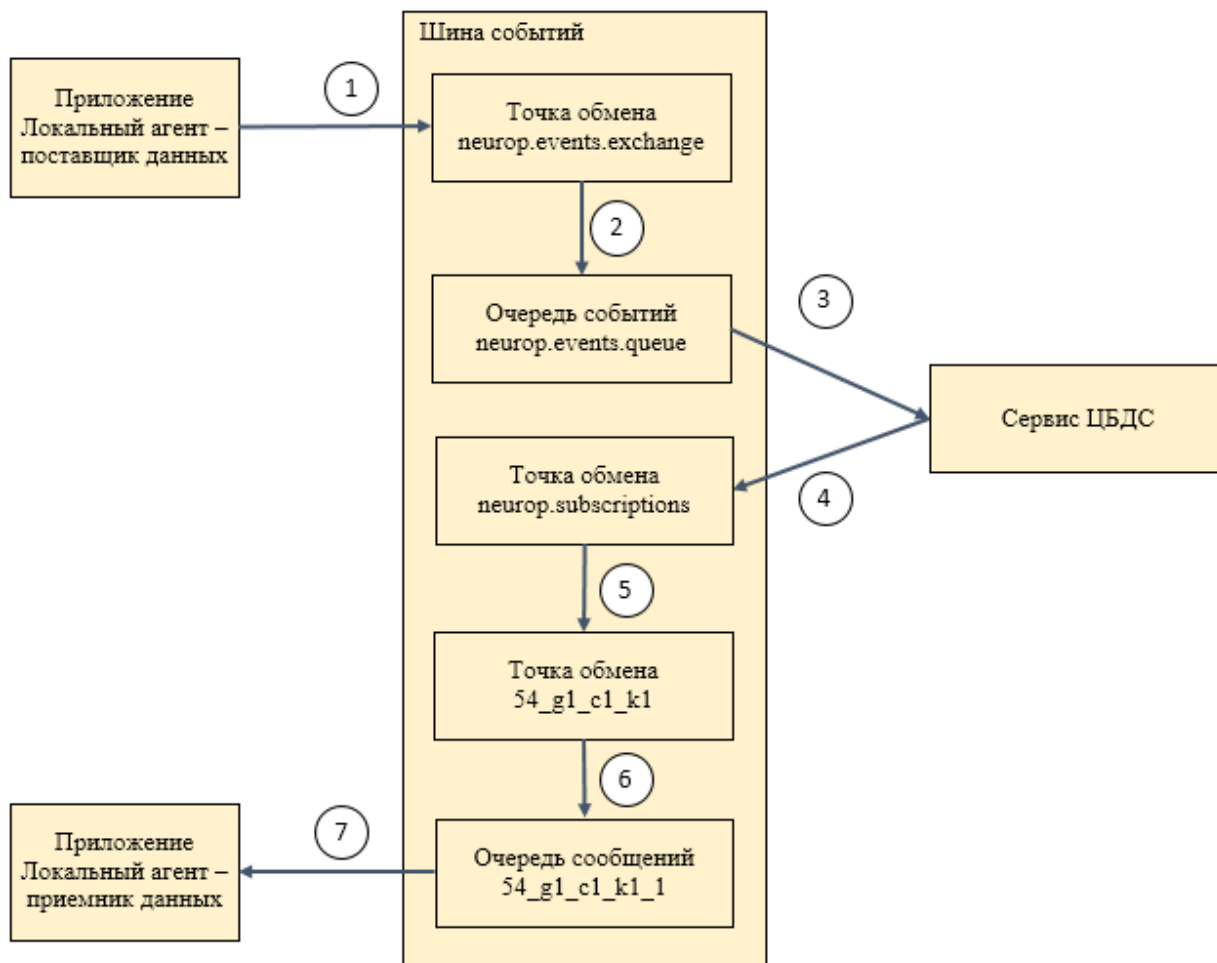 Шина событий
Приложение
Локальный агент –
поставщик данных
1
Точка обмена
neurop.events.exchange
2
Очередь событий
neurop.events.queue
3
Сервис ЦБДС
4
Точка обмена
neurop.subscriptions
5
Точка обмена
54_g1_c1_k1
6
Очередь сообщений
54_g1_c1_k1_1
7
Приложение
Локальный агент –
приемник данных